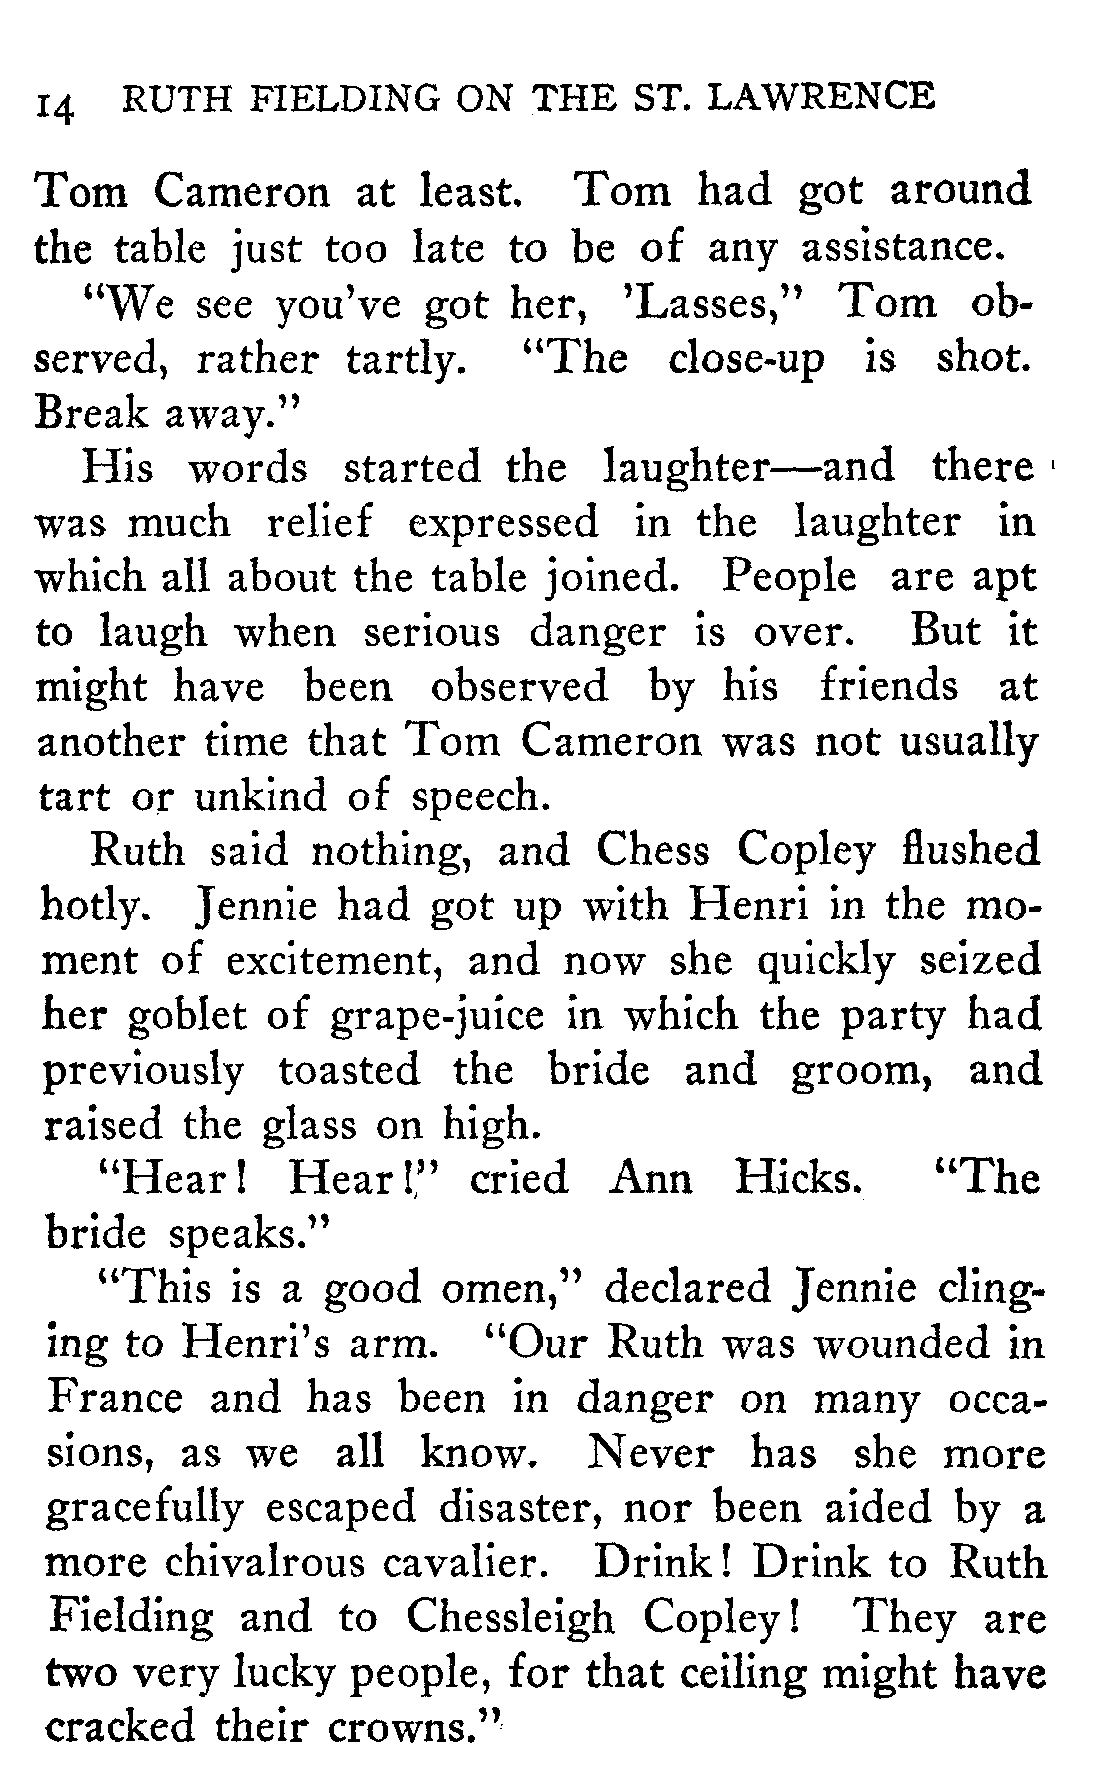 14 RUTH FIELDING ON THE ST. LAWRENCE
Tom Cameron at least. Tom had got around
the table just too late to be of any assistance.
"We see you've got her, 'Lasses," Tom ob-
served, rather tartly. "The close-up is shot.
Break away."
His words started the laughter—and there
was much relief expressed in the laughter in
which all about the table joined. People are apt
to laugh when serious danger is over. But it
might have been observed by his friends at
another time that Tom Cameron was not usually
tart or unkind of speech.
Ruth said nothing, and Chess Copley flushed
hotly. Jennie had got up with Henri in the mo-
ment of excitement, and now she quickly seized
her goblet of grape-juice in which the party had
previously toasted the bride and groom, and
raised the glass on high.
"Hear! Hear!" cried Ann Hicks. "The
bride speaks."
"This is a good omen," declared Jennie cling-
ing to Henri's arm. "Our Ruth was wounded in
France and has been in danger on many occa-
sions, as we all know. Never has she more
gracefully escaped disaster, nor been aided by a
more chivalrous cavalier. Drink! Drink to Ruth
Fielding and to Chessleigh Copley! They are
two very lucky people, for that ceiling might have
cracked their crowns."